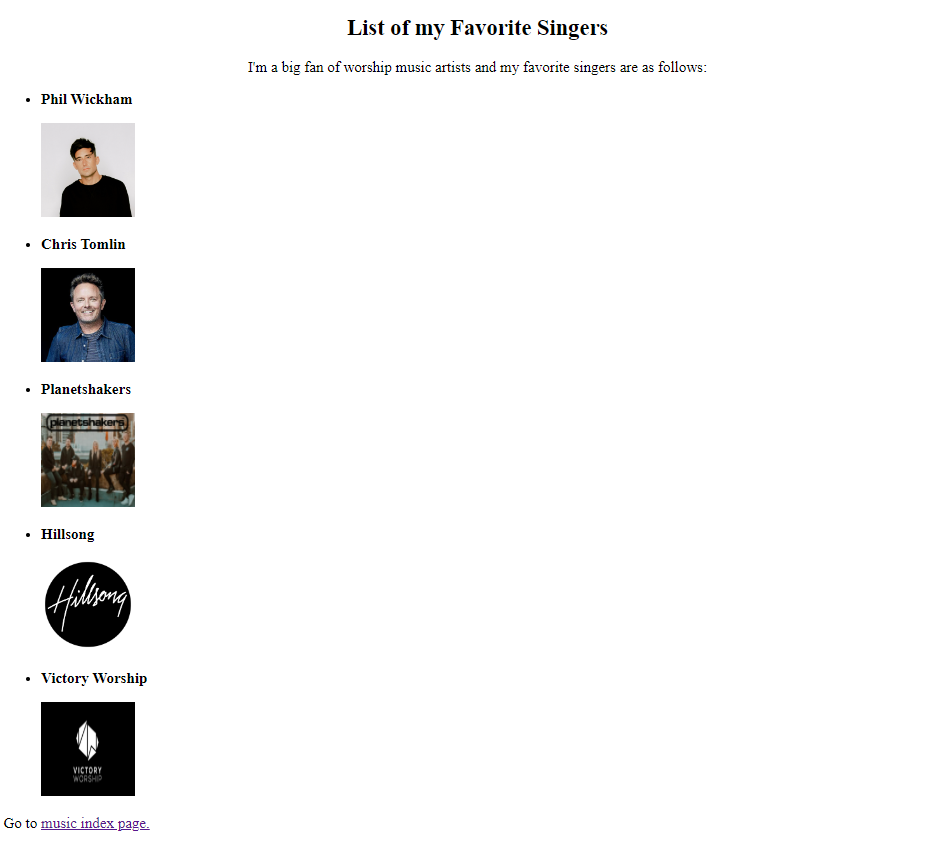 List of my Favorite Singers
I'm a big fan of worship music artists and my favorite singers are as follows:
Phil Wickham
Chris Tomlin
Planetshakers
planetshakers
Hillsong
Hillsong
Victory Worship
VICTORY
WORSHIP
Go to music index page.